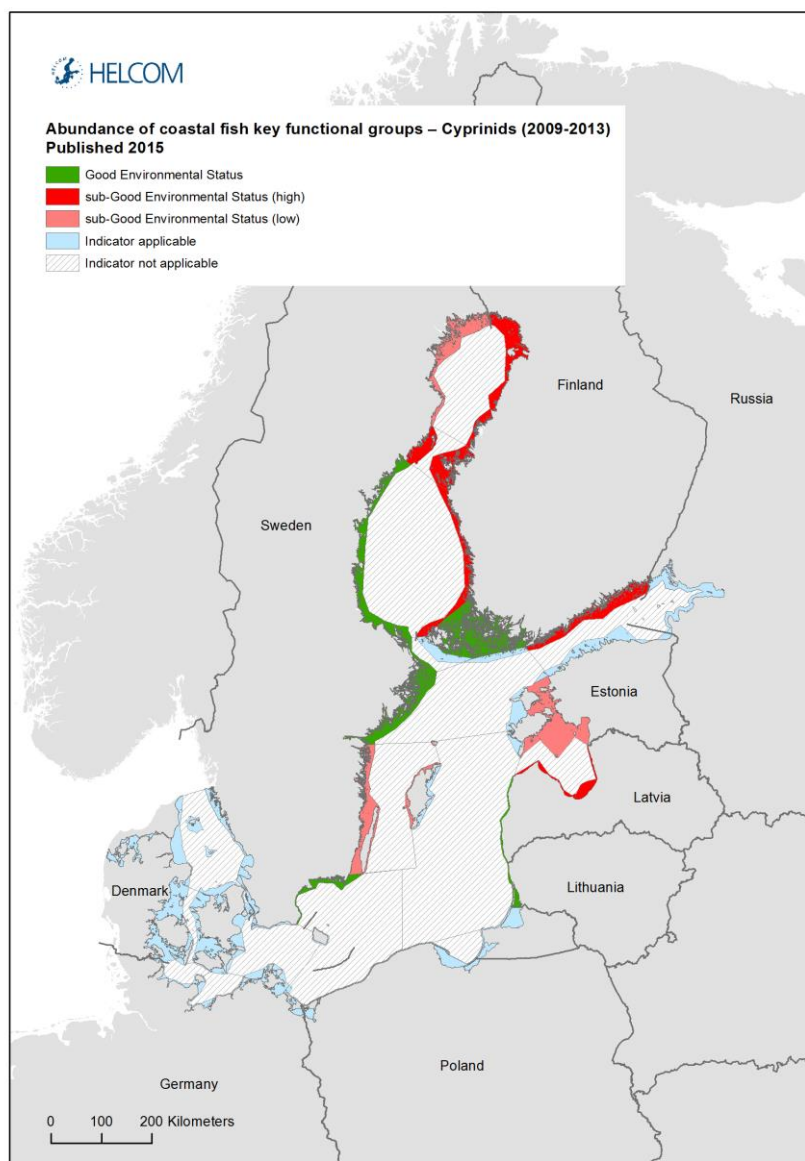 HELCOM
Abundance of coastal fish key functional groups – Cyprinids (2009-2013)
Published 2015
Good Environmental Status
sub-Good Environmental Status (high)
sub-Good Environmental Status (low)
Indicator applicable
Indicator not applicable
Finland
Russia
Sweden
Estonia
Latvia
Denmark
Lithuania
Poland
Germany
0 100 200 Kilometers